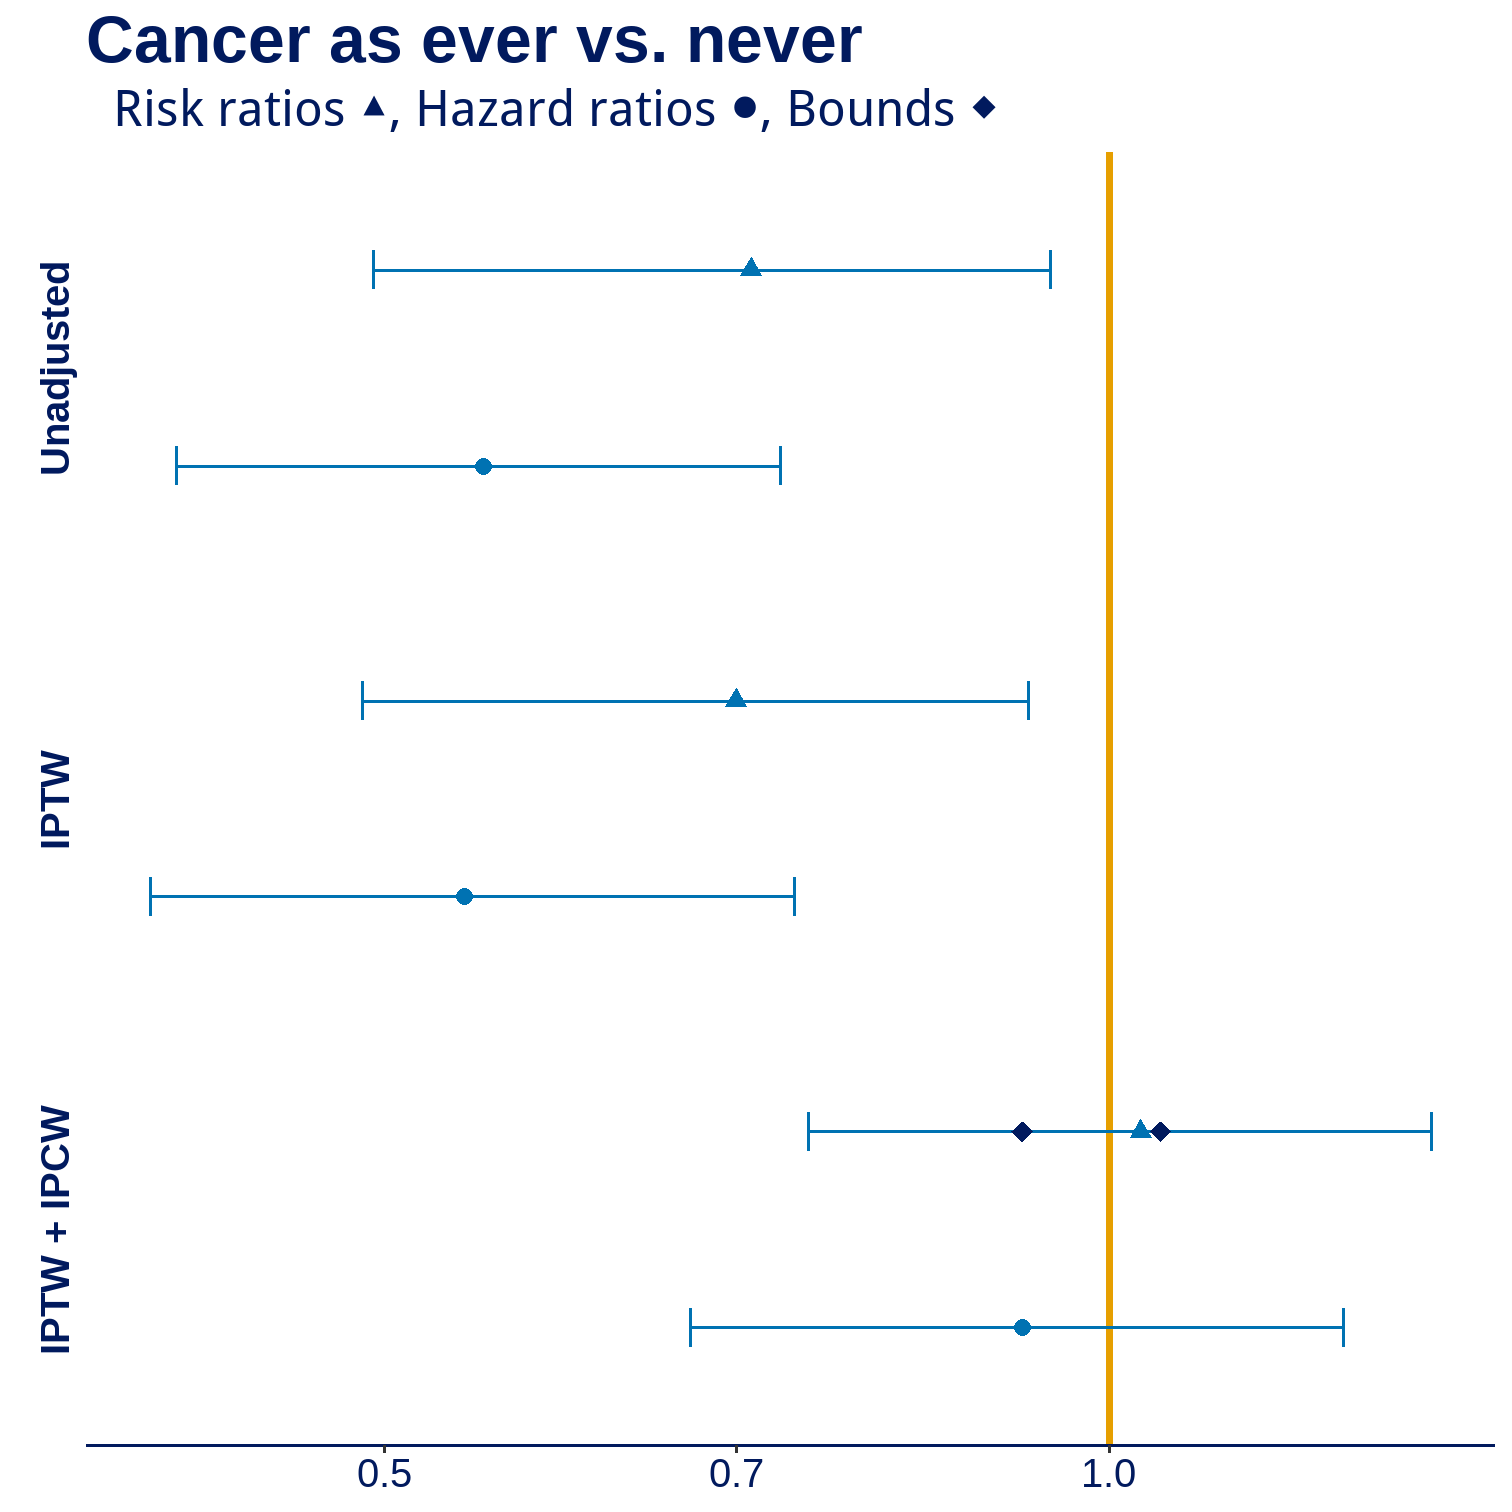 Cancer as ever vs. never
Risk ratios ▲, Hazard ratios ●, Bounds ◆
Unadjusted
IPTW
IPTW + IPCW
0.5 0.7 1.0